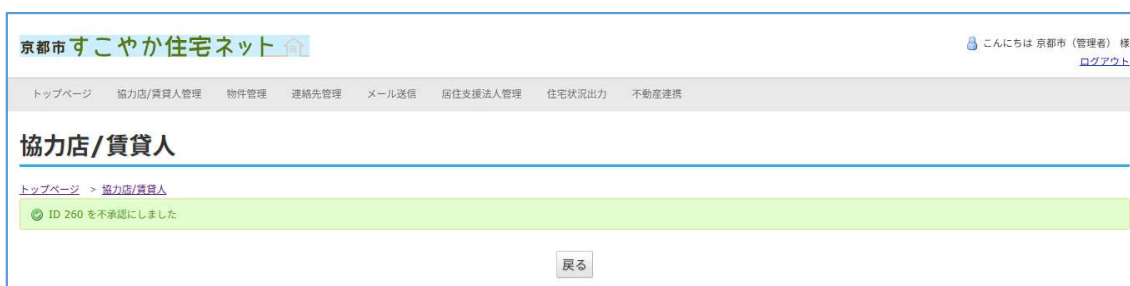 京都市すこやか住宅ネット
こんにちは 京都市（管理者） 様
ログアウト
トップページ 協力店/賃貸人管理 物件管理 連絡先管理 メール送信 居住支援法人管理 住宅状況出力 不動産連携
協力店/賃貸人
トップページ > 協力店/賃貸人
ID 260 を不承認にしました
戻る